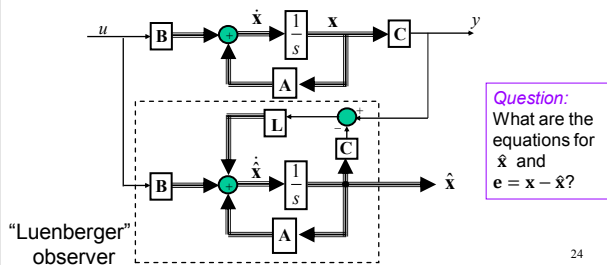 u
B
+
ẋ
1
s
x
C
y
A
L
+
−
C
B
+
x̂̇
1
s
x̂
A
"Luenberger"
observer
Question:
What are the
equations for
x̂ and
e = x − x̂?
24